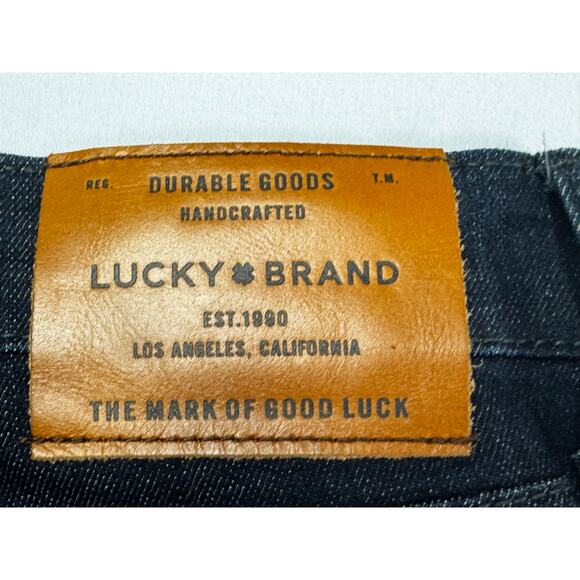 REG. DURABLE GOODS T.M.
HANDCRAFTED
LUCKY BRAND
EST.1990
LOS ANGELES, CALIFORNIA
THE MARK OF GOOD LUCK